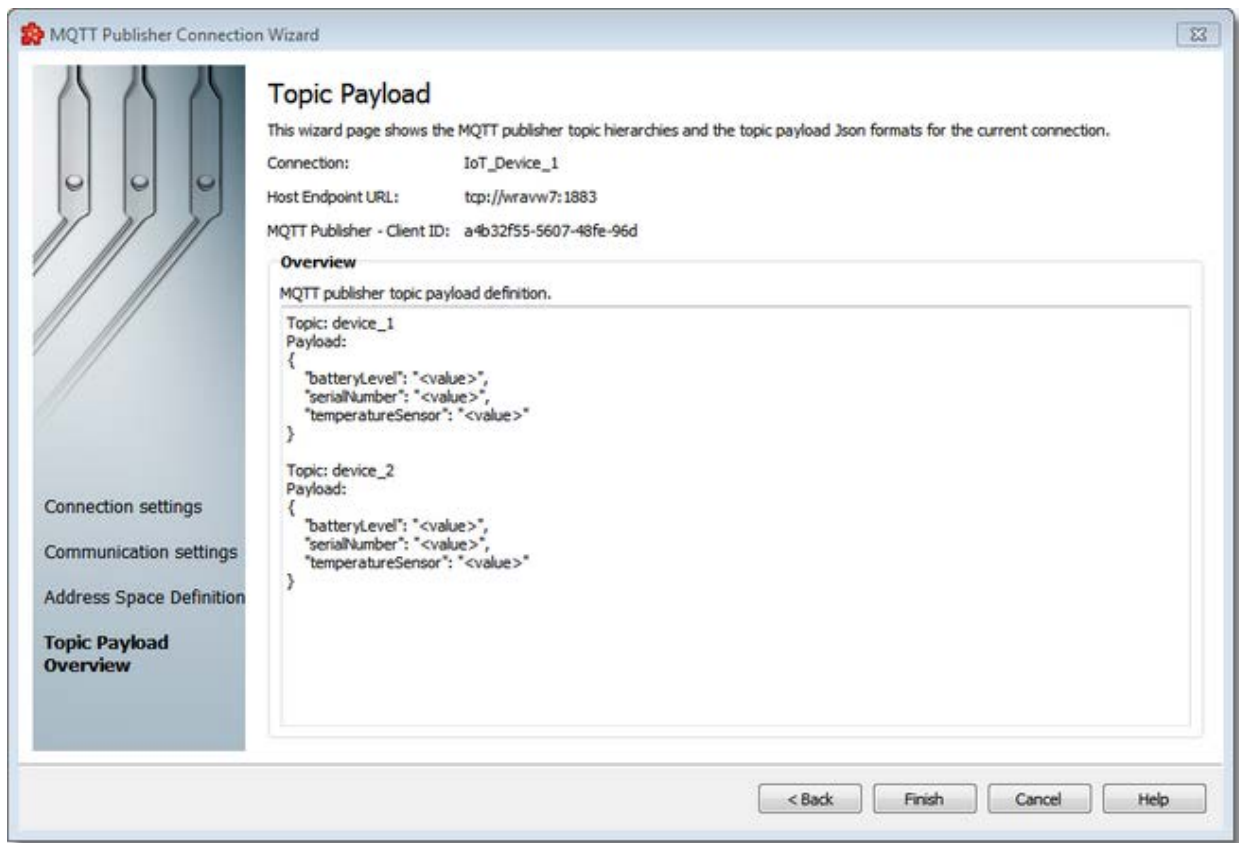 MQTT Publisher Connection Wizard
Topic Payload
This wizard page shows the MQTT publisher topic hierarchies and the topic payload Json formats for the current connection.
Connection: IoT_Device_1
Host Endpoint URL: tcp://wravw7:1883
MQTT Publisher - Client ID: a4b32f55-5607-48fe-96d
Overview
MQTT publisher topic payload definition.
Topic: device_1
Payload:
{
"batteryLevel": "<value>",
"serialNumber": "<value>",
"temperatureSensor": "<value>"
}
Topic: device_2
Payload:
{
"batteryLevel": "<value>",
"serialNumber": "<value>",
"temperatureSensor": "<value>"
}
Connection settings
Communication settings
Address Space Definition
Topic Payload
Overview
< Back Finish Cancel Help